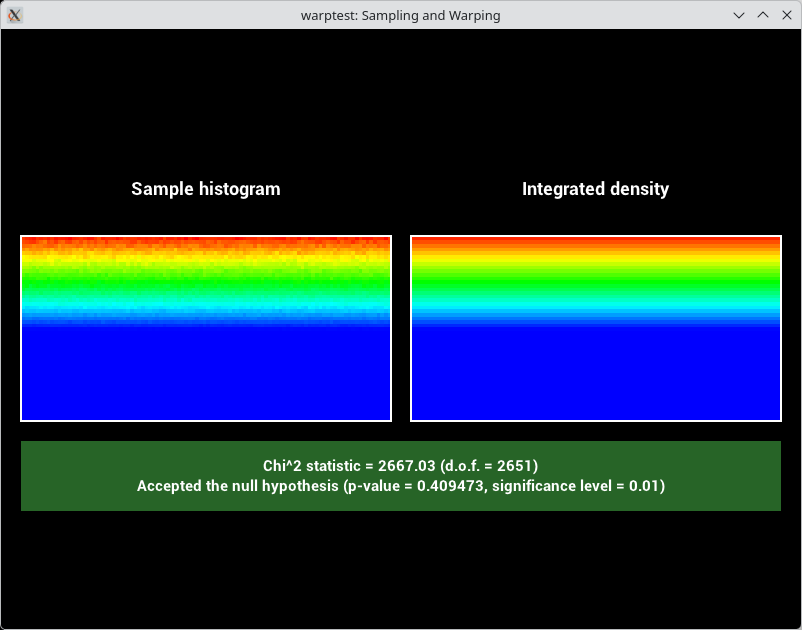 warptest: Sampling and Warping
Sample histogram
Integrated density
Chi^2 statistic = 2667.03 (d.o.f. = 2651)
Accepted the null hypothesis (p-value = 0.409473, significance level = 0.01)